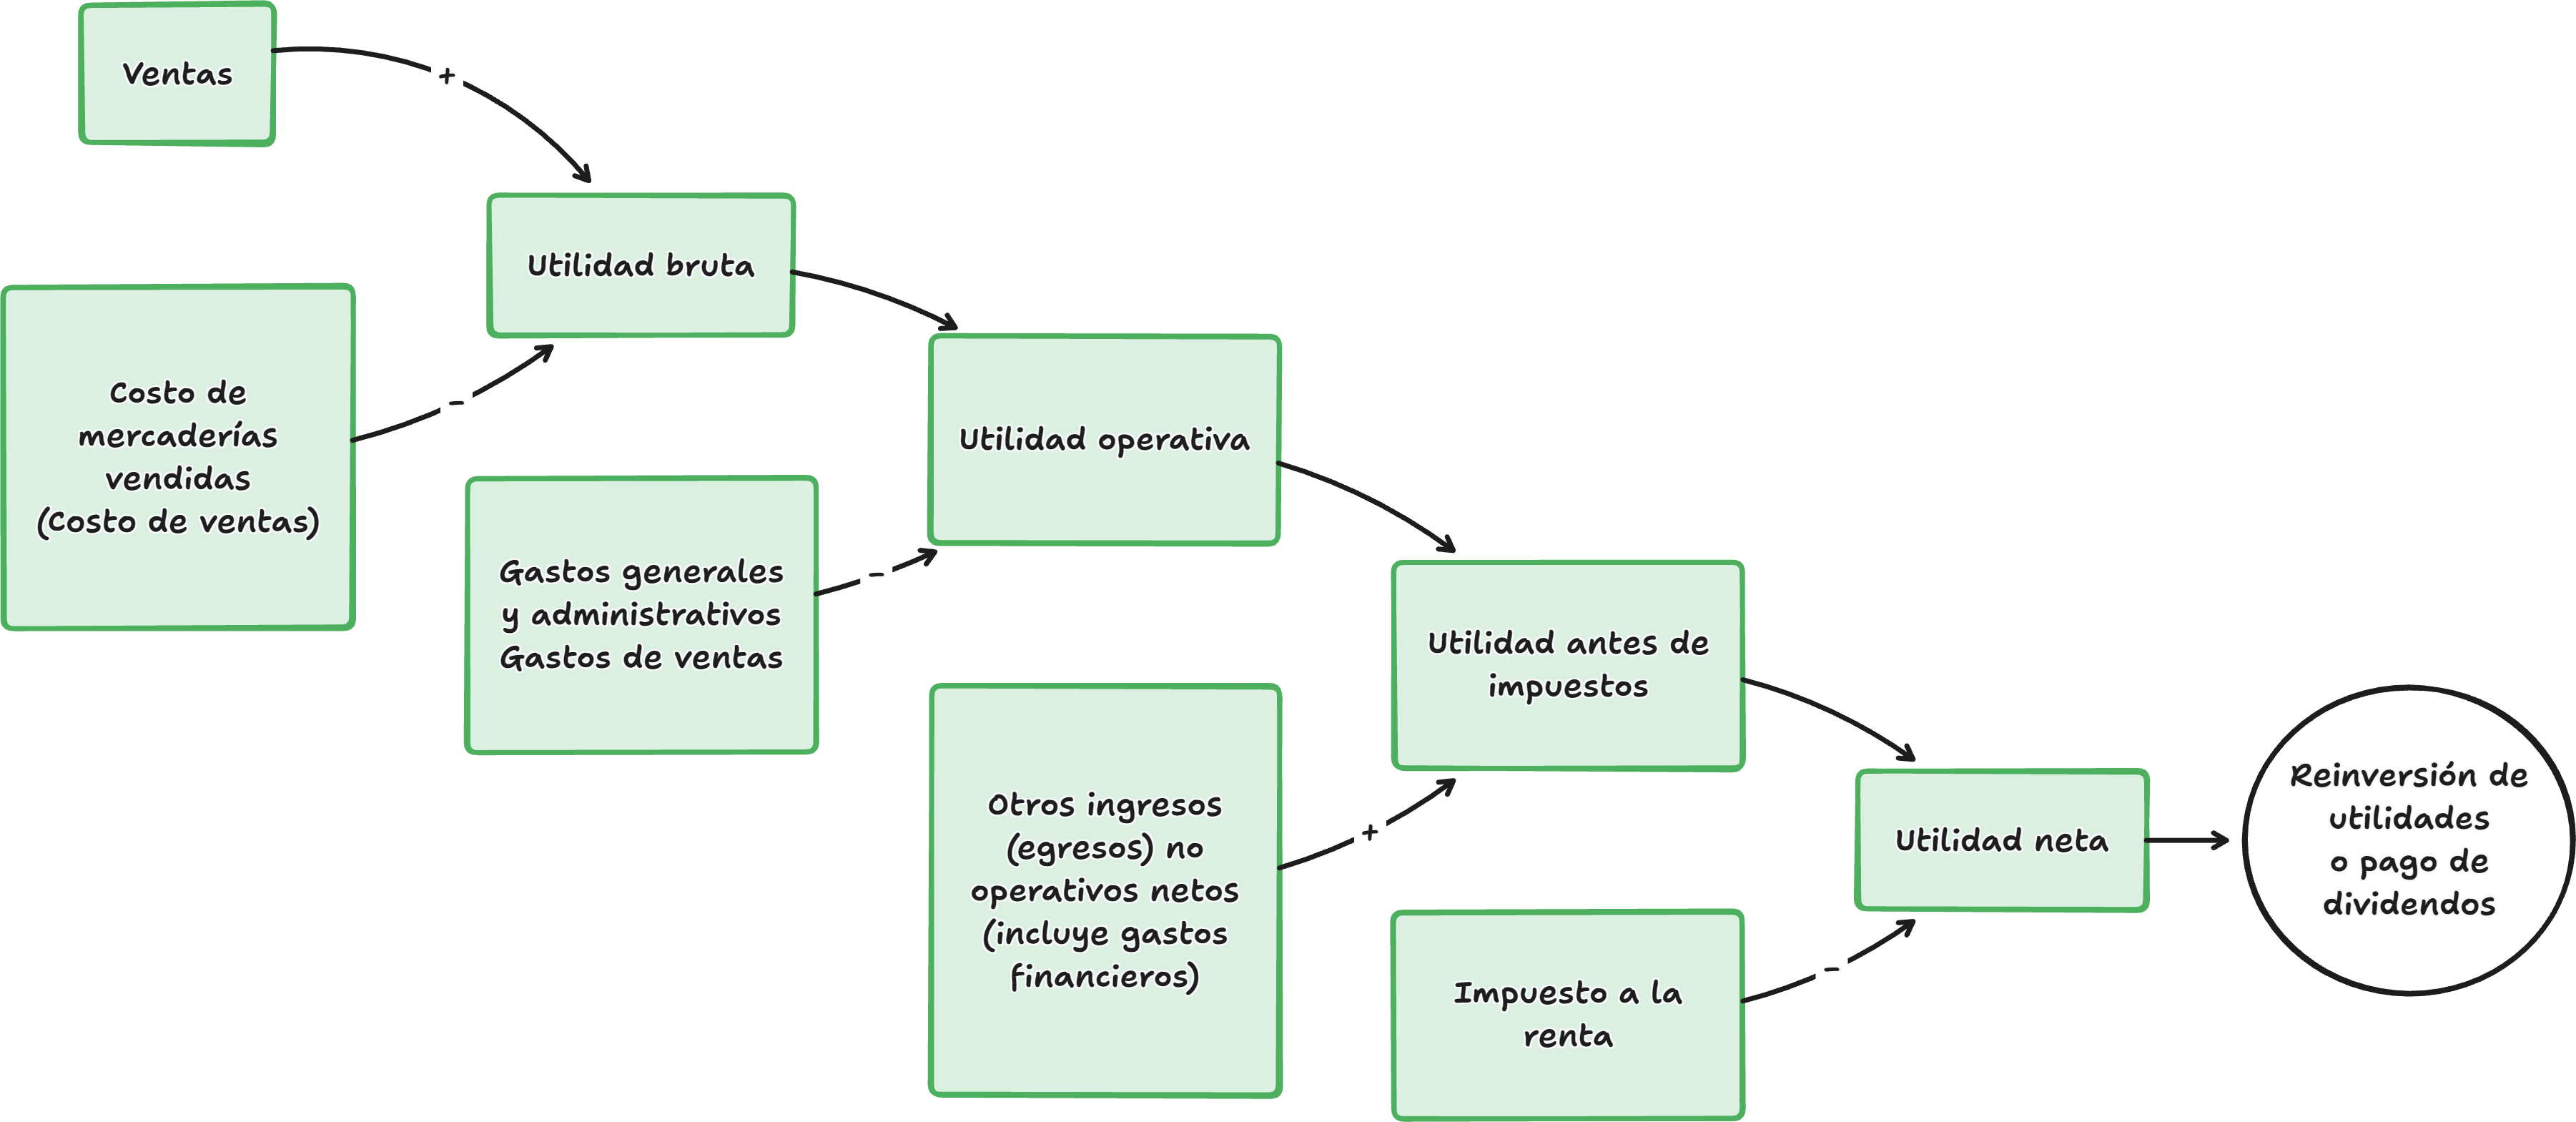 Ventas
+
Utilidad bruta
Costo de
mercaderías
vendidas
(Costo de ventas)
-
Utilidad operativa
Gastos generales
y administrativos
Gastos de ventas
-
Utilidad antes de
impuestos
Otros ingresos
(egresos) no
operativos netos
(incluye gastos
financieros)
+
Utilidad neta
Impuesto a la
renta
-
Reinversión de
utilidades
o pago de
dividendos